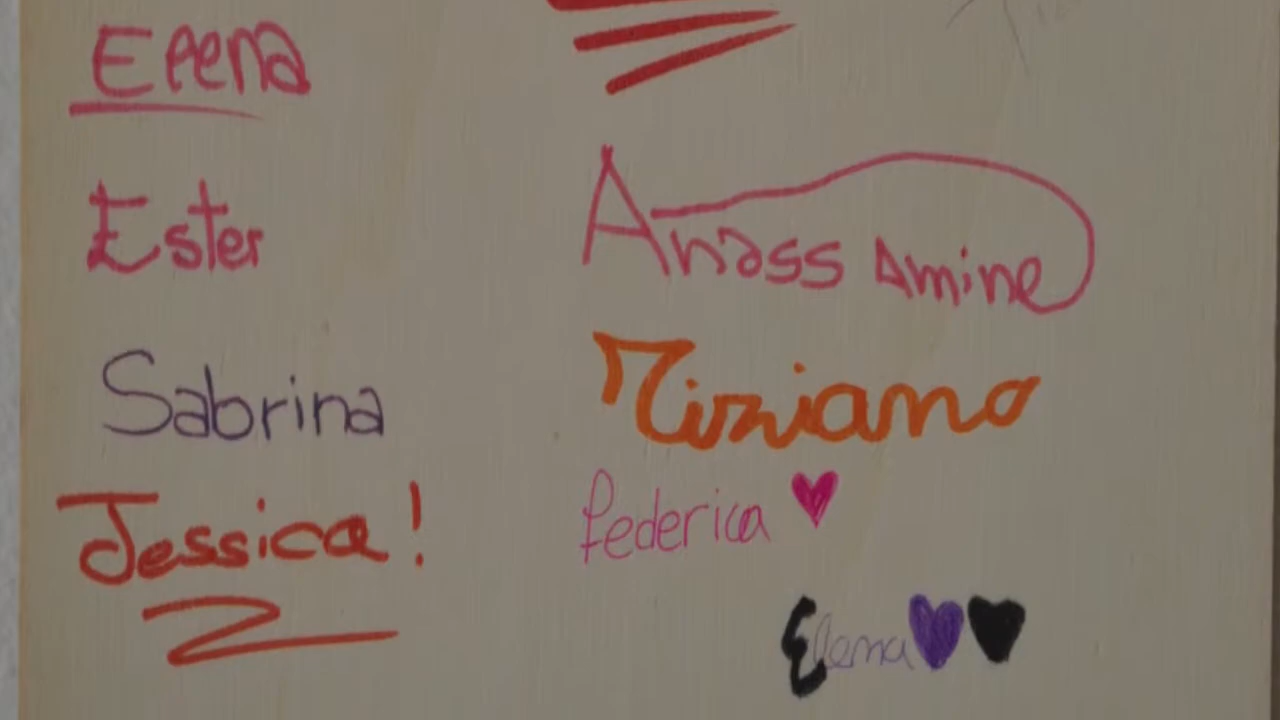 Elena
Ester
Sabrina
Jessica!
Anass Amine
Tiziano
Federica
Elena